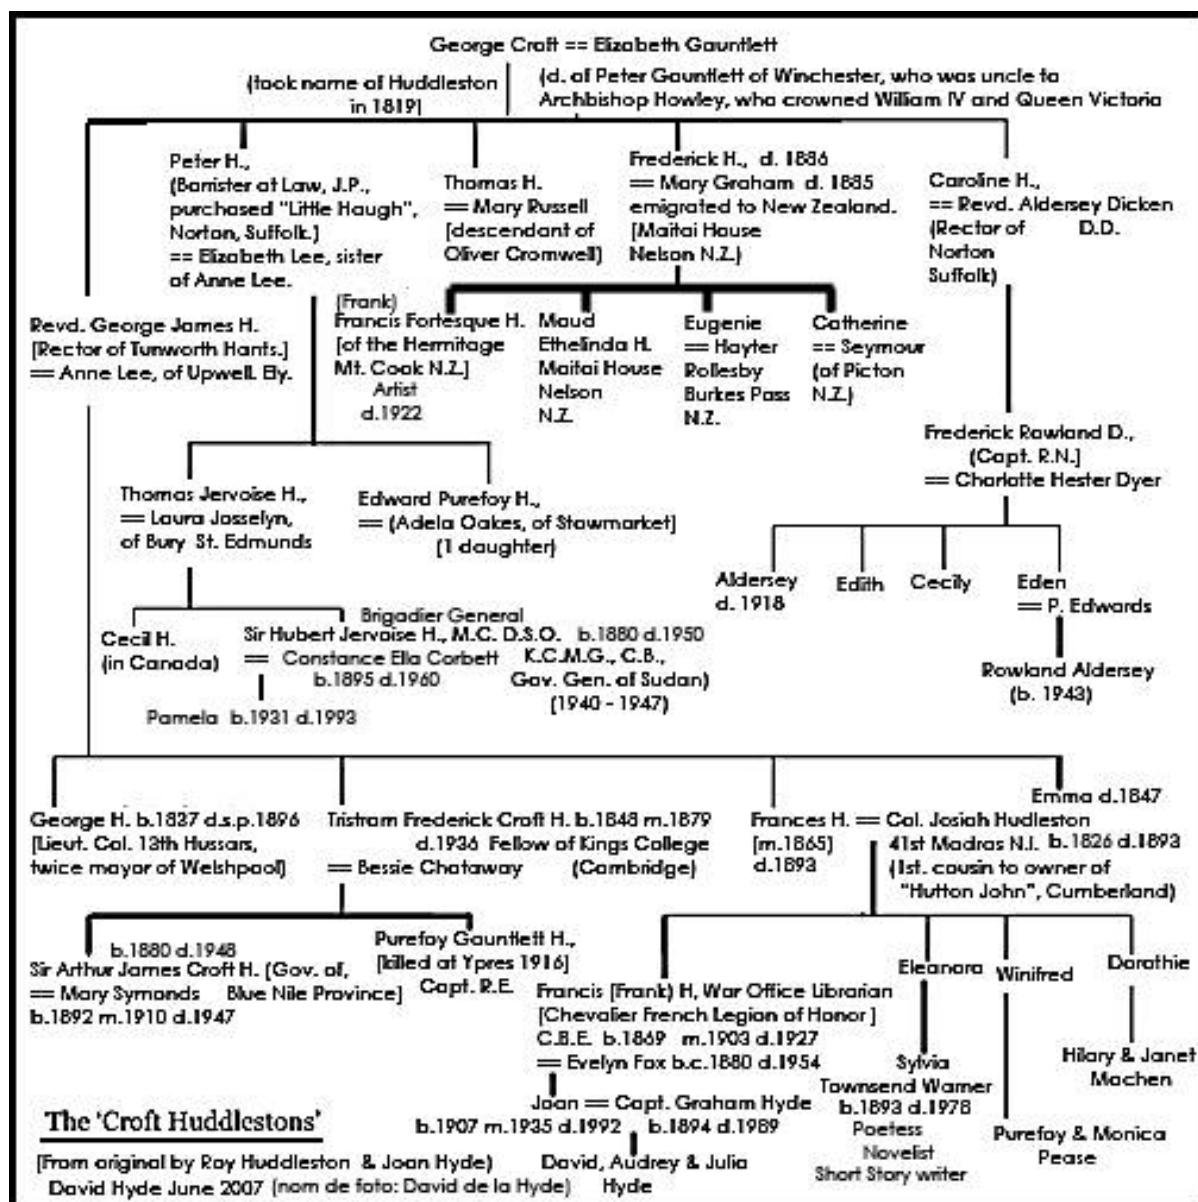 George Croft == Elizabeth Gauntlett
(took name of Huddleston
in 1819)
(d. of Peter Gauntlett of Winchester, who was uncle to
Archbishop Howley, who crowned William IV and Queen Victoria
Peter H.,
(Barrister at Law, J.P.,
purchased "Little Haugh",
Norton, Suffolk.)
== Elizabeth Lee, sister
of Anne Lee.
Thomas H.
== Mary Russell
[descendant of
Oliver Cromwell)
Frederick H., d. 1886
== Mary Graham d. 1885
emigrated to New Zealand.
[Maitai House
Nelson N.Z.)
Caroline H.,
== Revd. Aldersey Dicken
(Rector of D.D.
Norton
Suffolk)
Revd. George James H.
[Rector of Tunworth Hants.]
== Anne Lee, of Upwell. Ely.
(Frank)
Francis Fortesque H.
[of the Hermitage
Mt. Cook N.Z.]
Artist
d.1922
Maud
Ethelinda H.
Maitai House
Nelson
N.Z.
Eugenie
== Hayter
Rollesby
Burkes Pass
N.Z.
Catherine
== Seymour
(of Picton
N.Z.)
Frederick Rowland D.,
(Capt. R.N.]
== Charlotte Hester Dyer
Thomas Jervoise H.,
== Laura Josselyn,
of Bury St. Edmunds
Edward Purefoy H.,
== (Adela Oakes, of Stowmarket]
(1 daughter)
Aldersey
d. 1918
Edith
Cecily
Eden
== P. Edwards
Rowland Aldersey
(b. 1943)
Cecil H.
(in Canada)
Brigadier General
Sir Hubert Jervoise H., M.C. D.S.O. b.1880 d.1950
== Constance Ella Corbett K.C.M.G., C.B.,
b.1895 d.1960 Gov. Gen. of Sudan)
(1940 - 1947)
Pamela b.1931 d.1993
George H. b.1837 d.s.p.1896
[Lieut. Col. 13th Hussars,
twice mayor of Welshpool)
Tristram Frederick Croft H. b.1848 m.1879
d.1936 Fellow of Kings College
== Bessie Chataway (Cambridge)
Emma d.1847
Frances H. == Col. Josiah Hudleston
[m.1865) 41st Madras N.I. b.1826 d.1893
d.1893 (1st. cousin to owner of
"Hutton John", Cumberland)
b.1880 d.1948
Sir Arthur James Croft H. [Gov. of,
== Mary Symonds Blue Nile Province]
b.1892 m.1910 d.1947
Purefoy Gauntlett H.,
[killed at Ypres 1916]
Capt. R.E.
Francis [Frank) H, War Office Librarian
[Chevalier French Legion of Honor ]
C.B.E. b.1869 m.1903 d.1927
== Evelyn Fox b.c.1880 d.1954
Eleanora
Winifred
Dorothie
Sylvia
Townsend Warner
b.1893 d.1978
Poetess
Novelist
Short Story writer
Hilary & Janet
Machen
Purefoy & Monica
Pease
Joan == Capt. Graham Hyde
b.1907 m.1935 d.1992 b.1894 d.1989
David, Audrey & Julia
Hyde
The 'Croft Huddlestons'
[From original by Roy Huddleston & Joan Hyde)
David Hyde June 2007 (nom de foto: David de la Hyde)